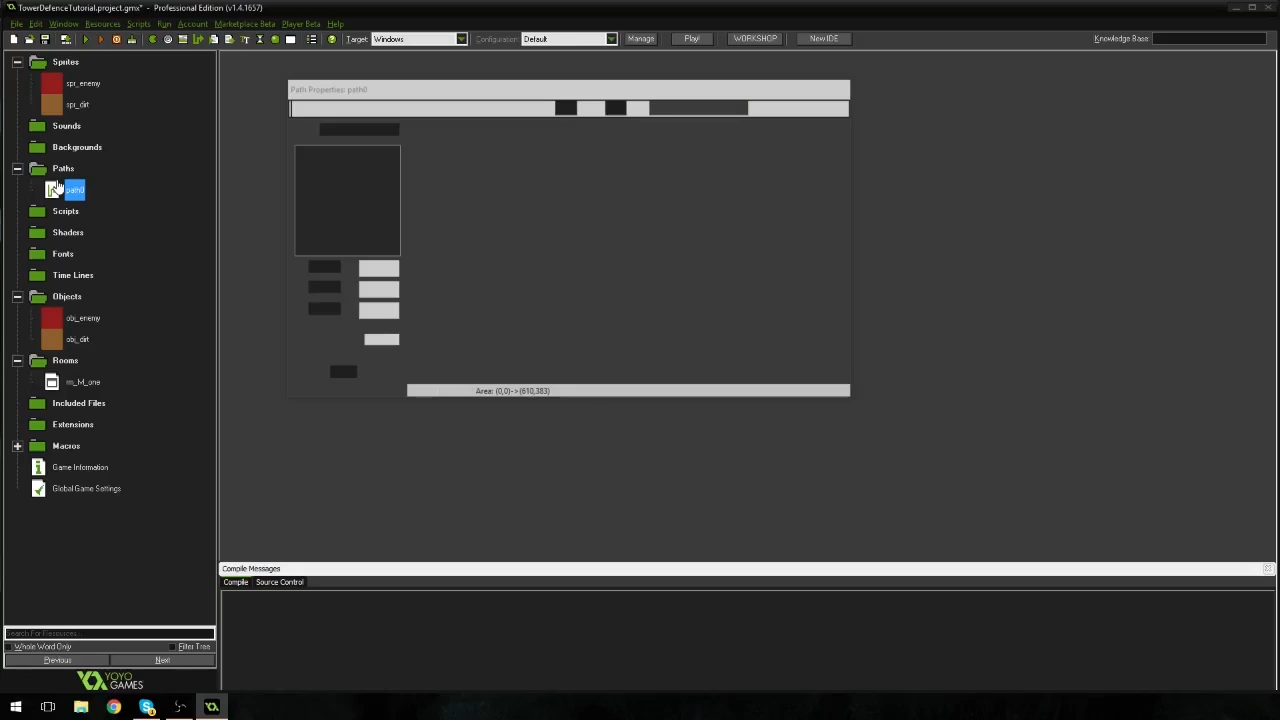 TowerDefenceTutorial.project.gmx* - Professional Edition (v1.4.1657)
File Edit Window Resources Scripts Run Account Marketplace Beta Player Beta Help
Target: Windows Configuration: Default Manage Play! WORKSHOP New IDE Knowledge Base:
Sprites
spr_enemy
spr_dirt
Sounds
Backgrounds
Paths
path0
Scripts
Shaders
Fonts
Time Lines
Objects
obj_enemy
obj_dirt
Rooms
rm_M_one
Included Files
Extensions
Macros
Game Information
Global Game Settings
Path Properties: path0
Area: (0,0)->(610,383)
Compile Messages
Compile Source Control
Search For Resources...
Whole Word Only Filter Tree
Previous Next
YOYO
GAMES